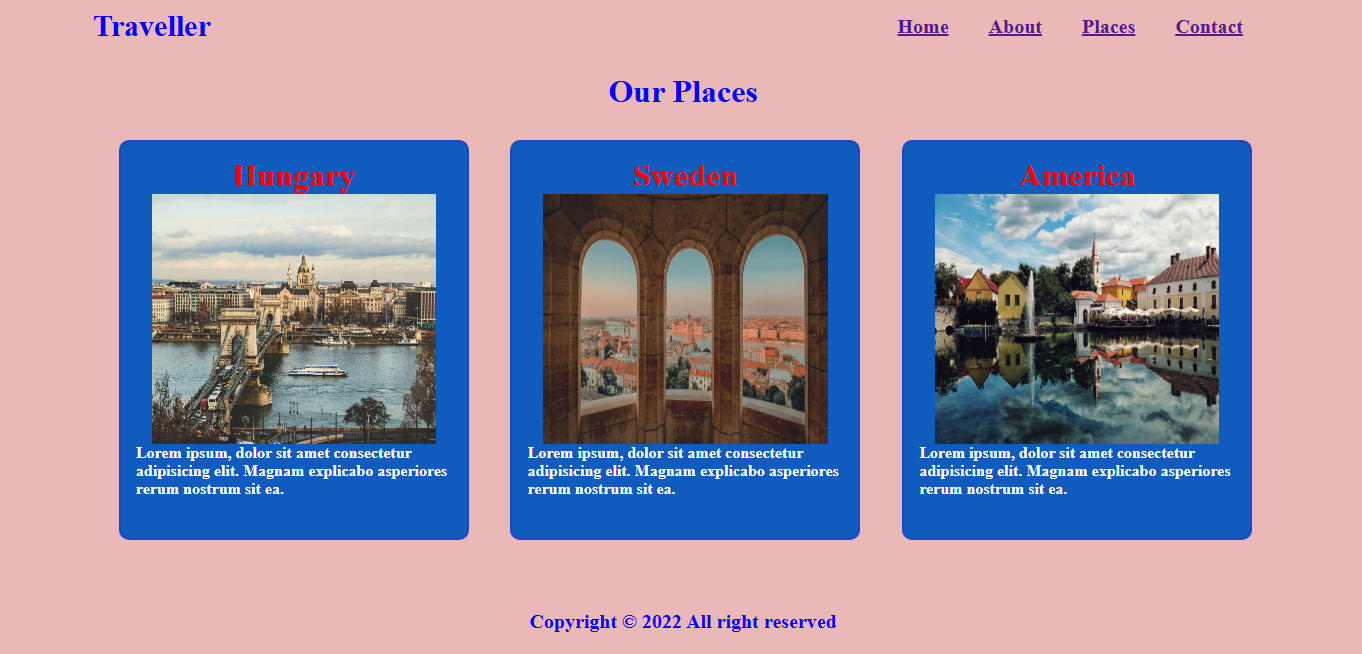 Traveller
Home About Places Contact
Our Places
Hungary
Lorem ipsum, dolor sit amet consectetur
adipisicing elit. Magnam explicabo asperiores
rerum nostrum sit ea.
Sweden
Lorem ipsum, dolor sit amet consectetur
adipisicing elit. Magnam explicabo asperiores
rerum nostrum sit ea.
America
Lorem ipsum, dolor sit amet consectetur
adipisicing elit. Magnam explicabo asperiores
rerum nostrum sit ea.
Copyright © 2022 All right reserved